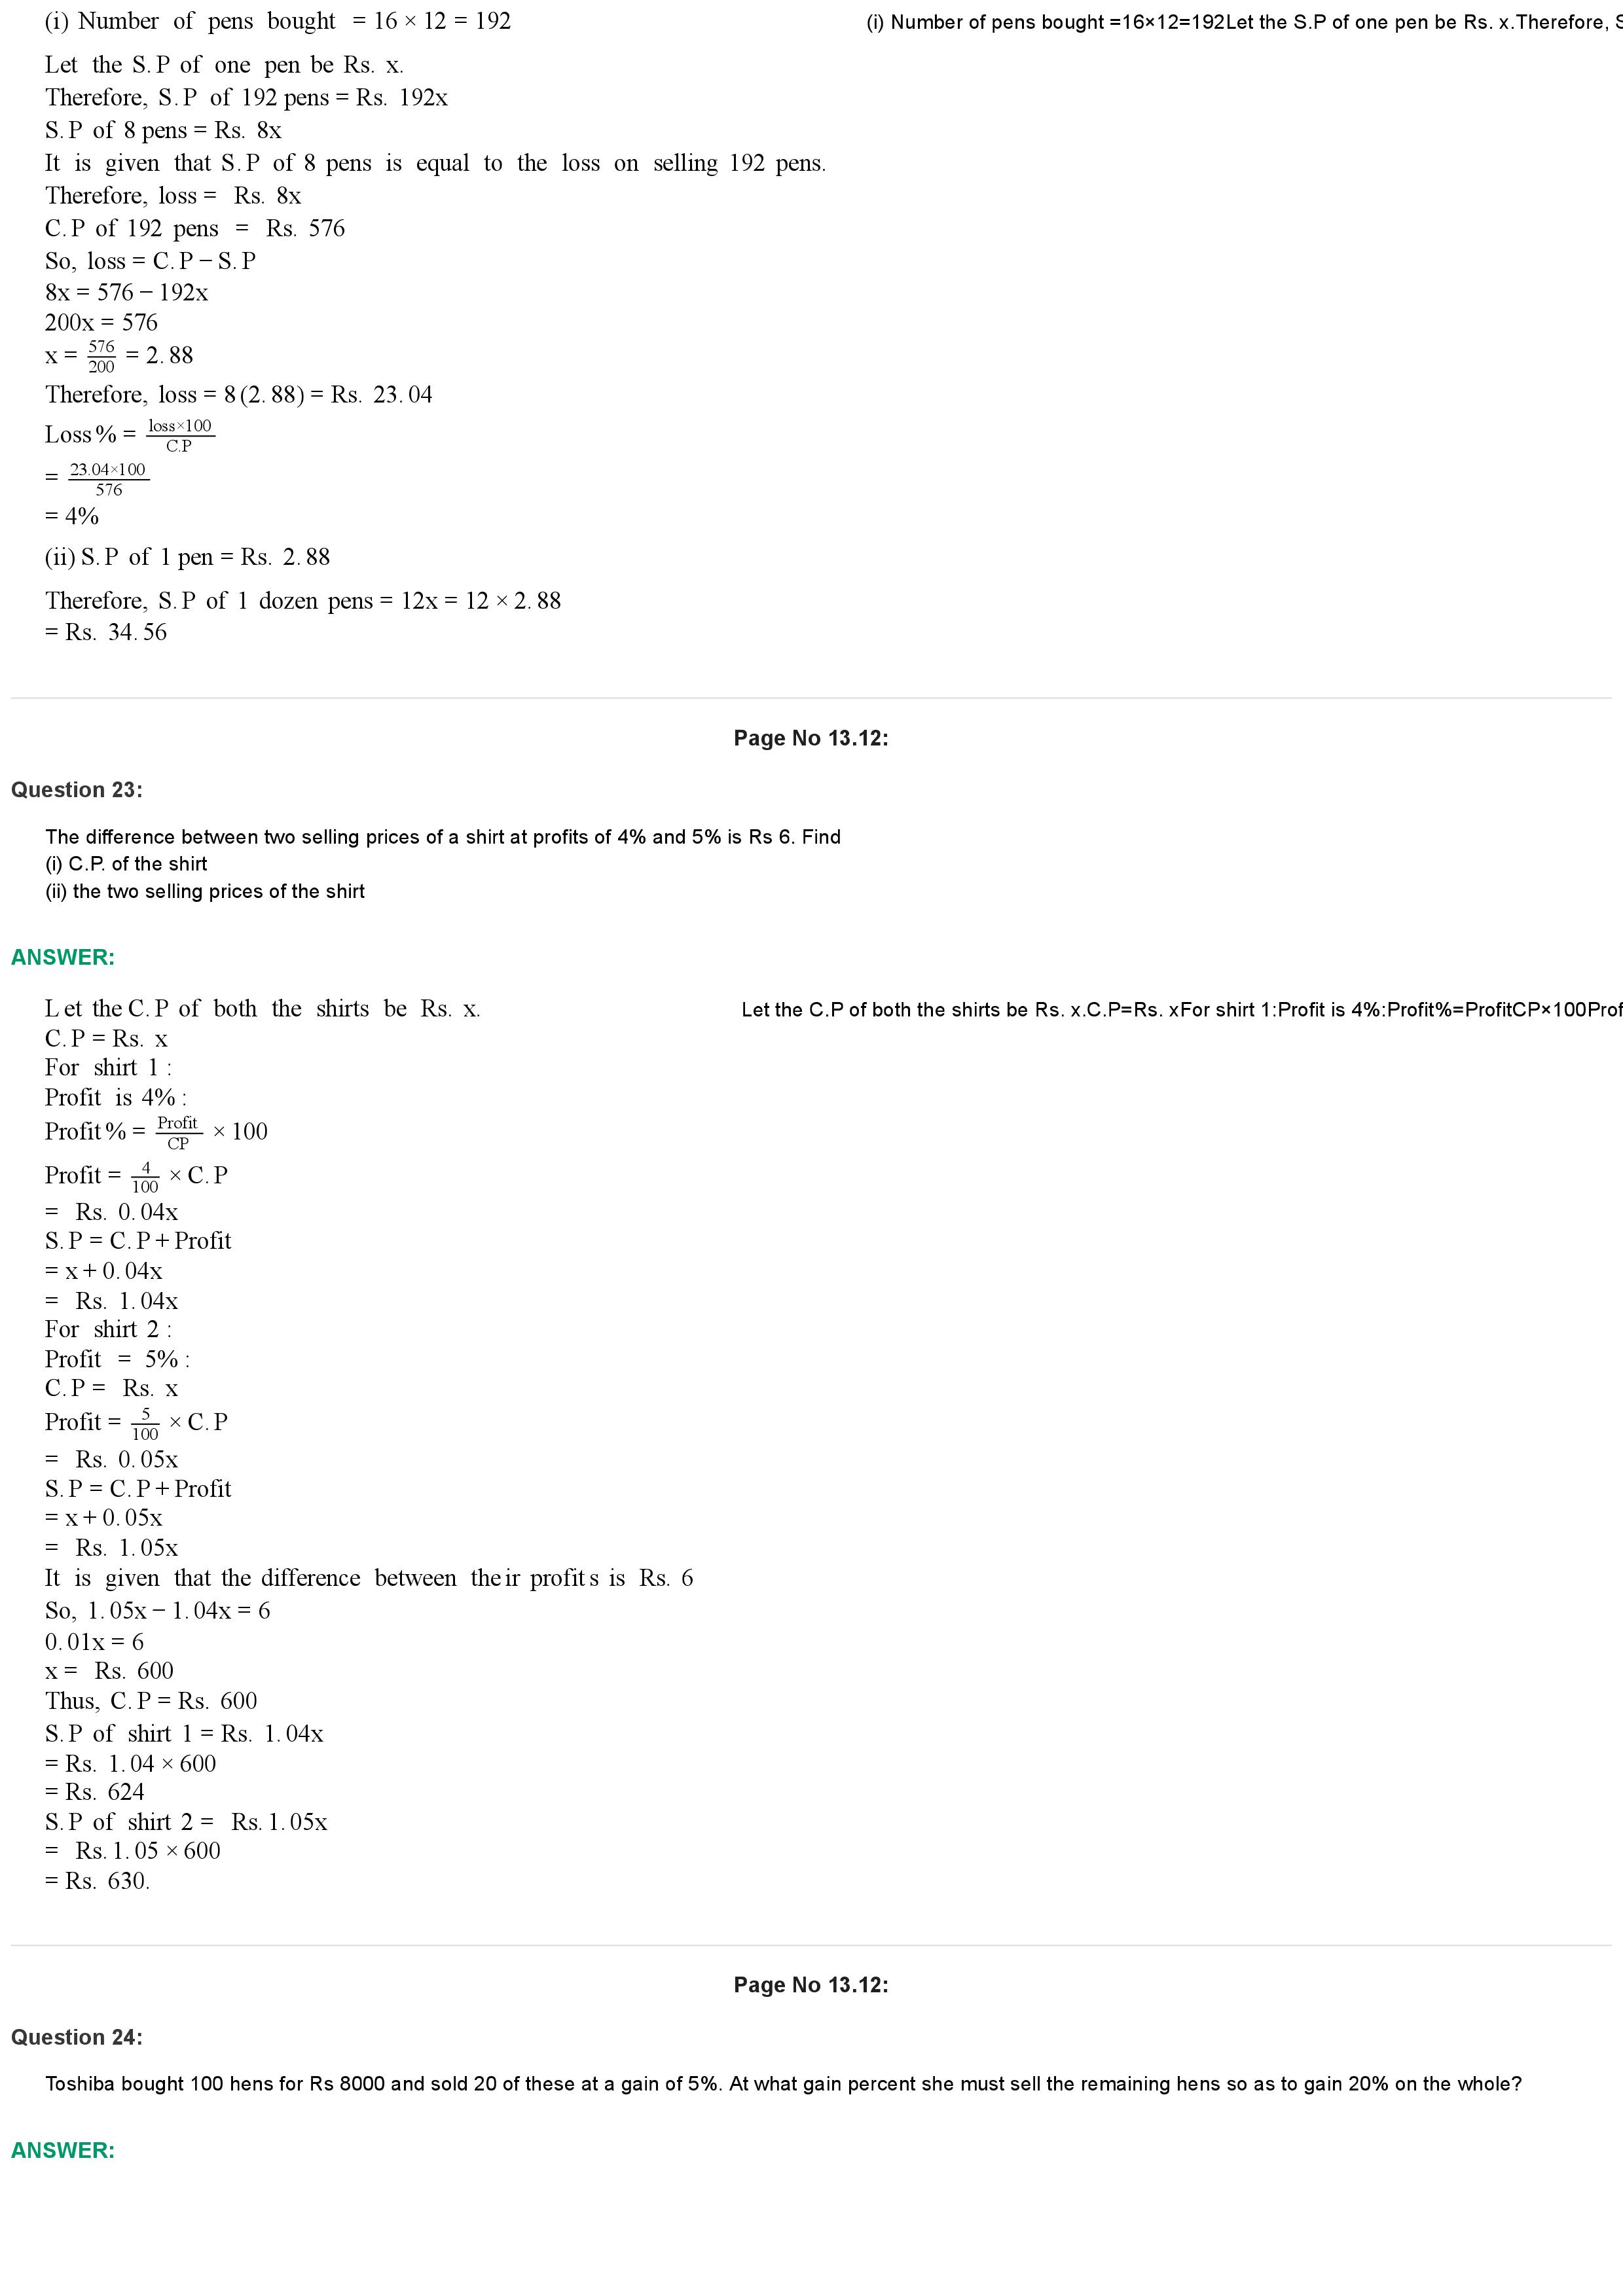 (i) Number of pens bought = 16 × 12 = 192
(i) Number of pens bought =16×12=192Let the S.P of one pen be Rs. x.Therefore, S
Let the S.P of one pen be Rs. x.
Therefore, S.P of 192 pens = Rs. 192x
S.P of 8 pens = Rs. 8x
It is given that S.P of 8 pens is equal to the loss on selling 192 pens.
Therefore, loss = Rs. 8x
C.P of 192 pens = Rs. 576
So, loss = C.P − S.P
8x = 576 − 192x
200x = 576
x = 576/200 = 2.88
Therefore, loss = 8(2.88) = Rs. 23.04
Loss% = loss×100/C.P
= 23.04×100/576
= 4%
(ii) S.P of 1 pen = Rs. 2.88
Therefore, S.P of 1 dozen pens = 12x = 12 × 2.88
= Rs. 34.56
Page No 13.12:
Question 23:
The difference between two selling prices of a shirt at profits of 4% and 5% is Rs 6. Find
(i) C.P. of the shirt
(ii) the two selling prices of the shirt
ANSWER:
Let the C.P of both the shirts be Rs. x.
Let the C.P of both the shirts be Rs. x.C.P=Rs. xFor shirt 1:Profit is 4%:Profit%=ProfitCP×100Prof
C.P = Rs. x
For shirt 1 :
Profit is 4% :
Profit% = Profit/CP × 100
Profit = 4/100 × C.P
= Rs. 0.04x
S.P = C.P + Profit
= x + 0.04x
= Rs. 1.04x
For shirt 2 :
Profit = 5% :
C.P = Rs. x
Profit = 5/100 × C.P
= Rs. 0.05x
S.P = C.P + Profit
= x + 0.05x
= Rs. 1.05x
It is given that the difference between their profits is Rs. 6
So, 1.05x − 1.04x = 6
0.01x = 6
x = Rs. 600
Thus, C.P = Rs. 600
S.P of shirt 1 = Rs. 1.04x
= Rs. 1.04 × 600
= Rs. 624
S.P of shirt 2 = Rs.1.05x
= Rs.1.05 × 600
= Rs. 630.
Page No 13.12:
Question 24:
Toshiba bought 100 hens for Rs 8000 and sold 20 of these at a gain of 5%. At what gain percent she must sell the remaining hens so as to gain 20% on the whole?
ANSWER: